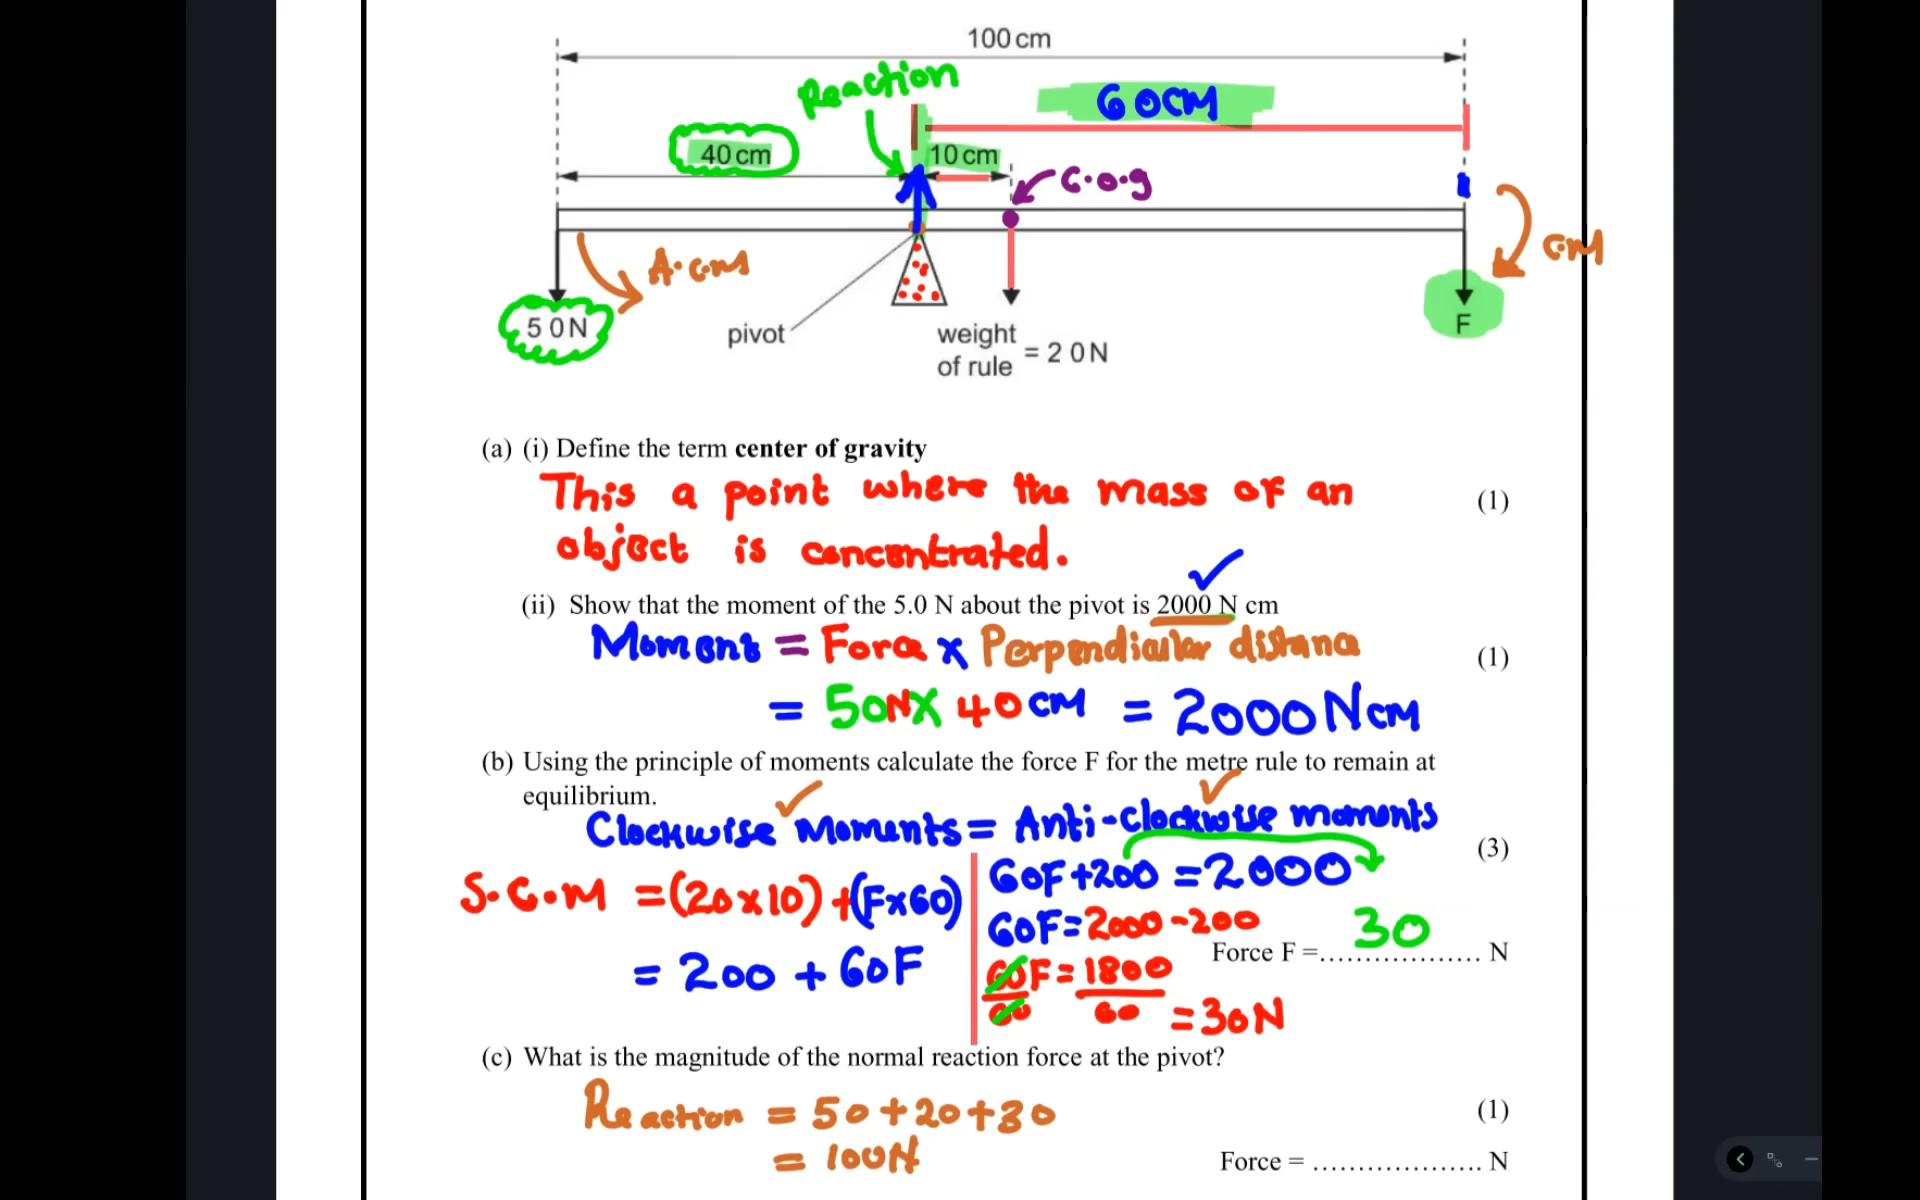 100 cm
Reaction
60CM
40 cm
10 cm
C.O.g
A.C.M
CM
50N
pivot
weight of rule = 20N
F
(a) (i) Define the term center of gravity
This a point where the mass of an (1)
object is concentrated.
(ii) Show that the moment of the 5.0 N about the pivot is 2000 N cm
Moment = Force x Perpendicular distance (1)
= 50N X 40CM = 2000NCM
(b) Using the principle of moments calculate the force F for the metre rule to remain at
equilibrium.
Clockwise Moments = Anti-clockwise moments
(3)
S.C.M = (20x10) + (Fx60)
= 200 + 60F
60F + 200 = 2000
60F = 2000 - 200
60F = 1800
60 60 = 30N
Force F =.................. N
30
(c) What is the magnitude of the normal reaction force at the pivot?
Reaction = 50+20+30 (1)
= 100N
Force = ................... N